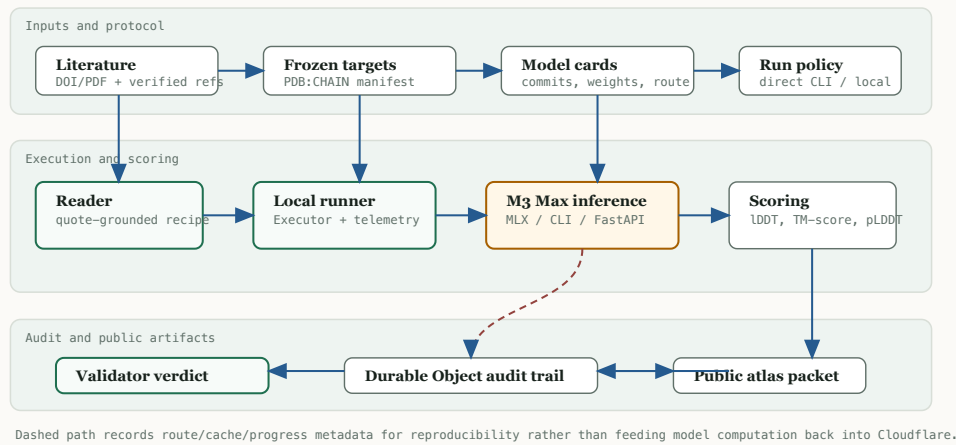 Inputs and protocol
Literature
DOI/PDF + verified refs
Frozen targets
PDB:CHAIN manifest
Model cards
commits, weights, route
Run policy
direct CLI / local
Execution and scoring
Reader
quote-grounded recipe
Local runner
Executor + telemetry
M3 Max inference
MLX / CLI / FastAPI
Scoring
lDDT, TM-score, pLDDT
Audit and public artifacts
Validator verdict
Durable Object audit trail
Public atlas packet
Dashed path records route/cache/progress metadata for reproducibility rather than feeding model computation back into Cloudflare.